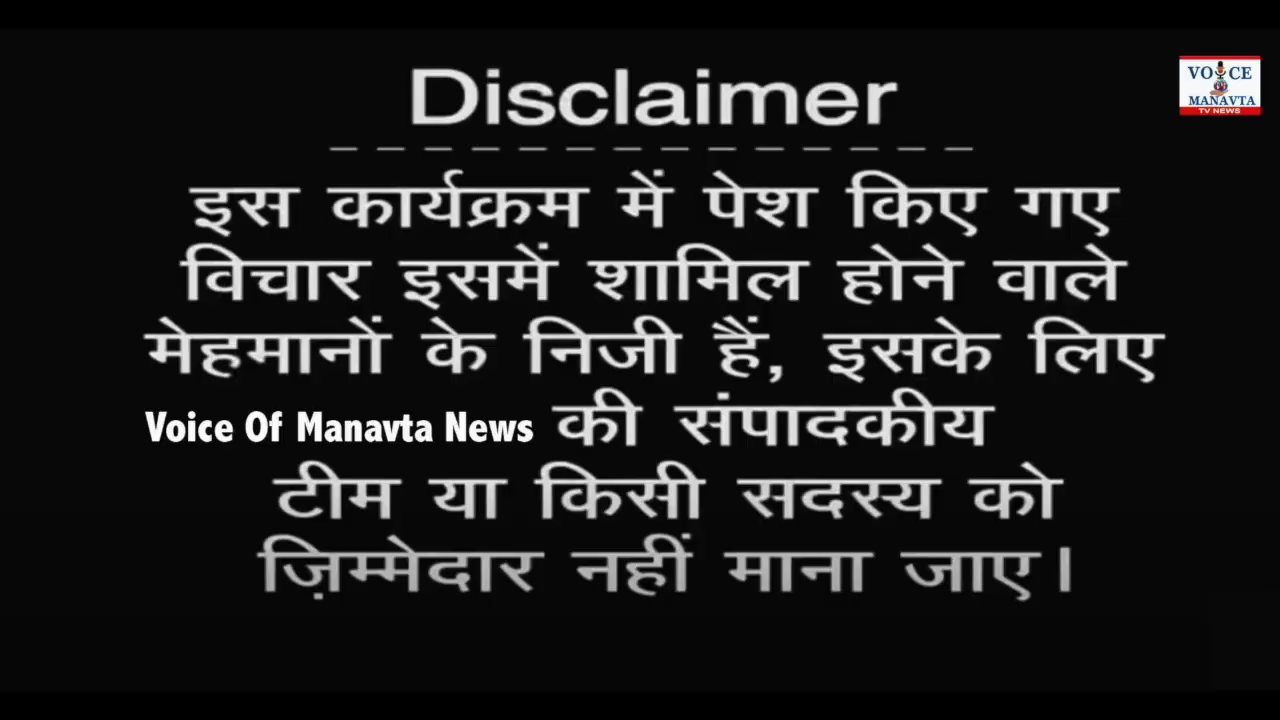 VOICE
OF
MANAVTA
TV NEWS
Disclaimer
इस कार्यक्रम में पेश किए गए
विचार इसमें शामिल होने वाले
मेहमानों के निजी हैं, इसके लिए
Voice Of Manavta News की संपादकीय
टीम या किसी सदस्य को
ज़िम्मेदार नहीं माना जाए।